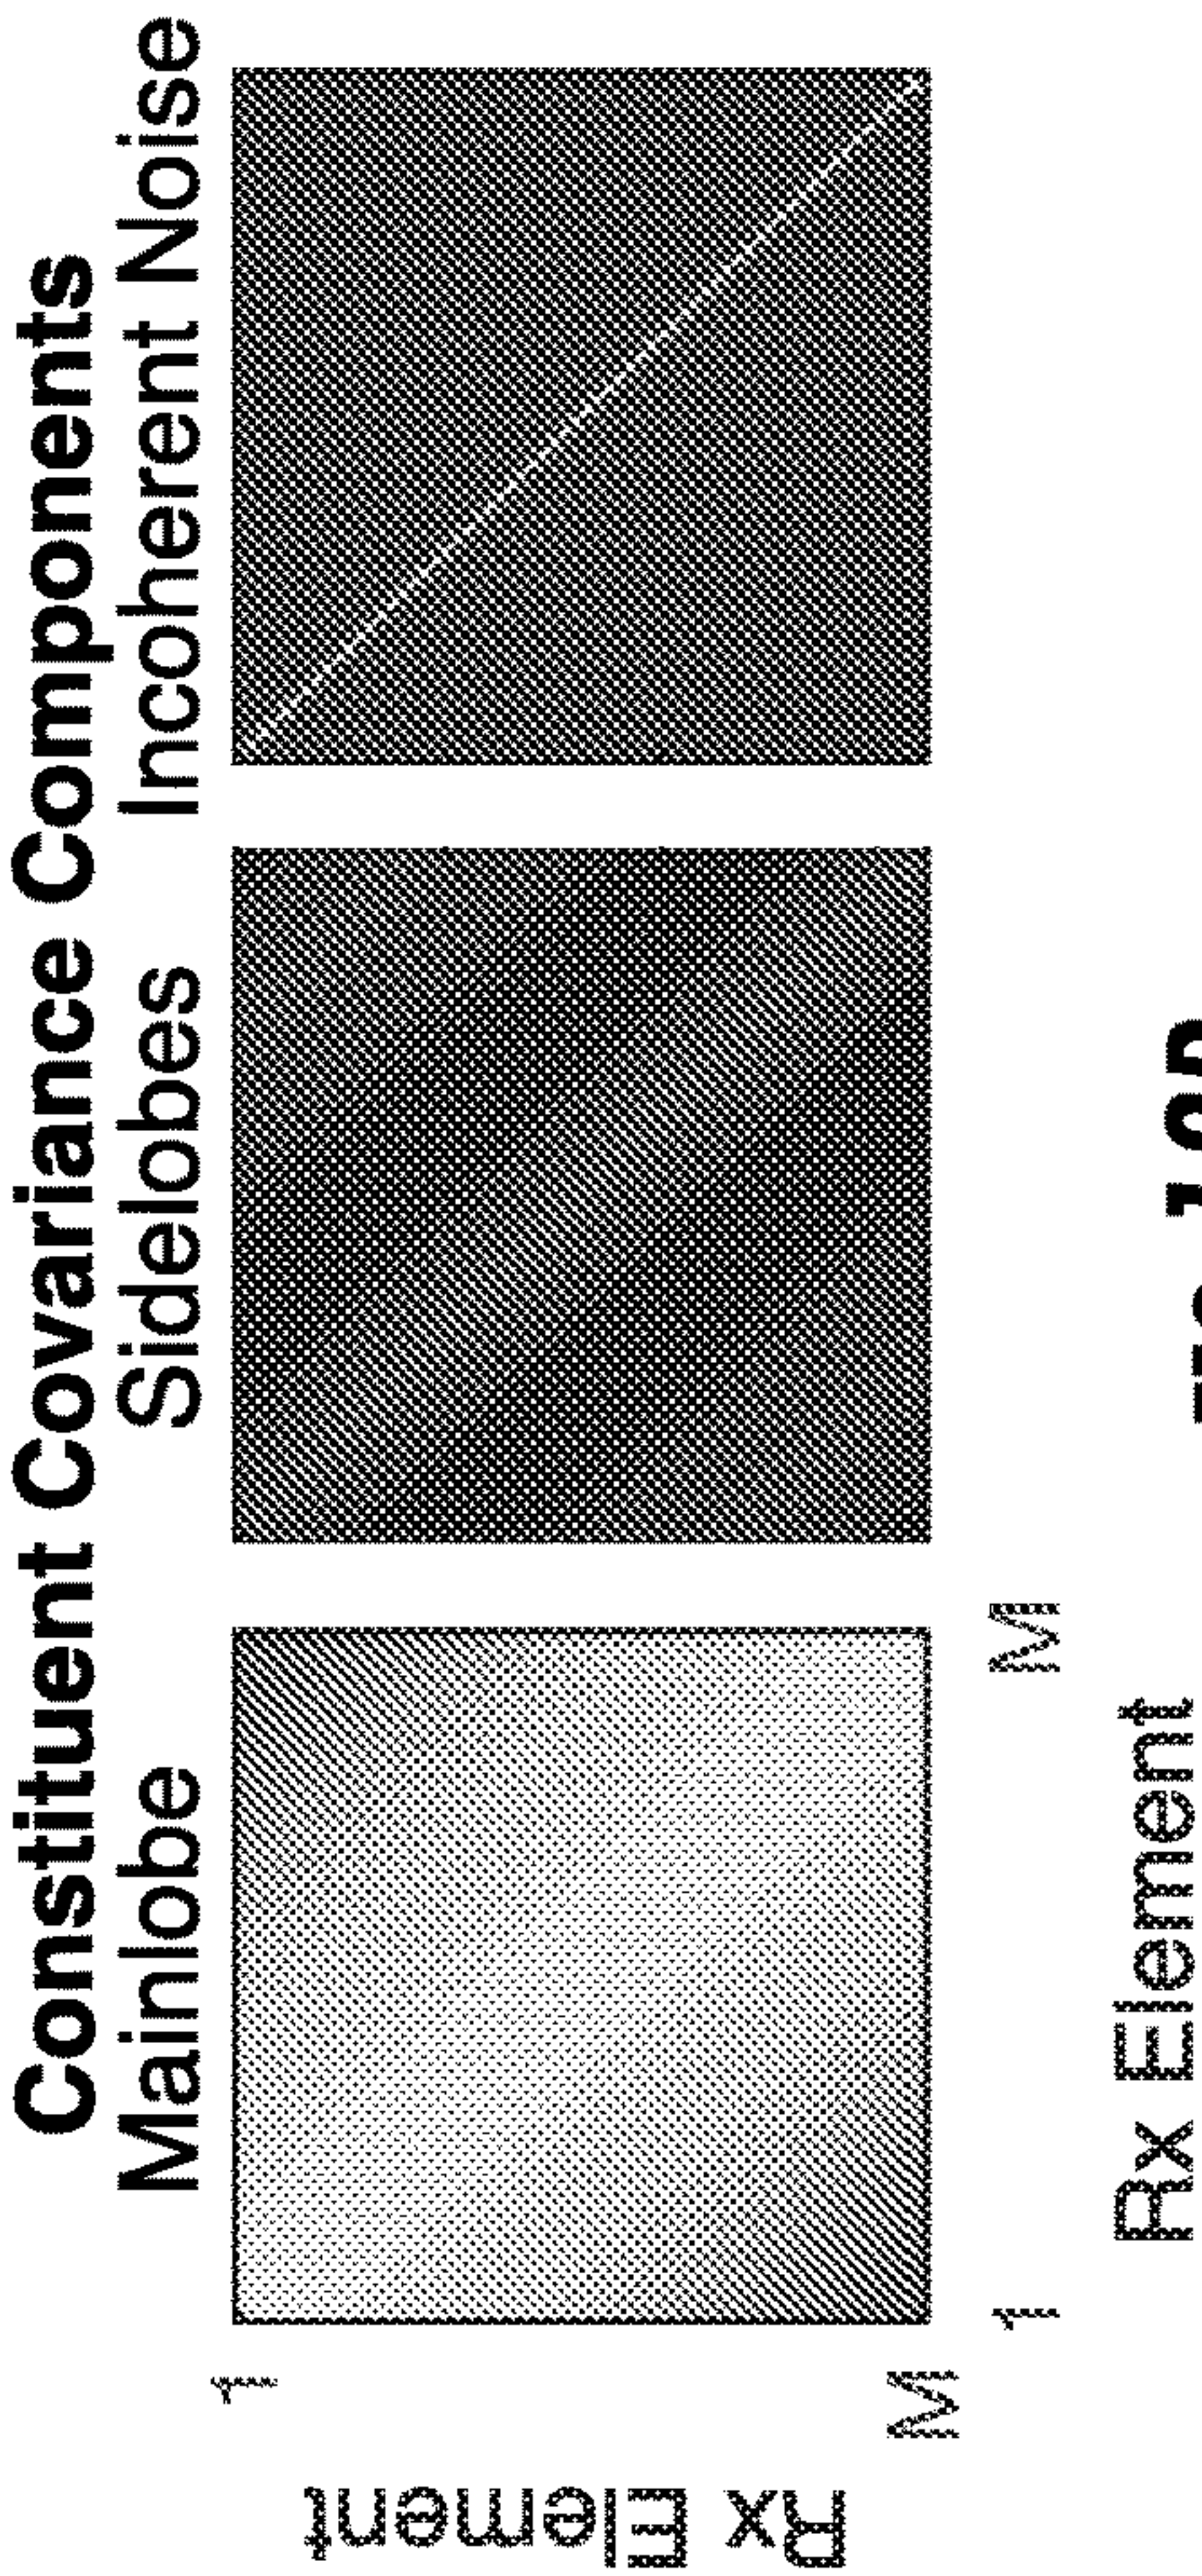 Constituent Covariance Components
Mainlobe Sidelobes Incoherent Noise
Rx Element
1
M
1 M
Rx Element